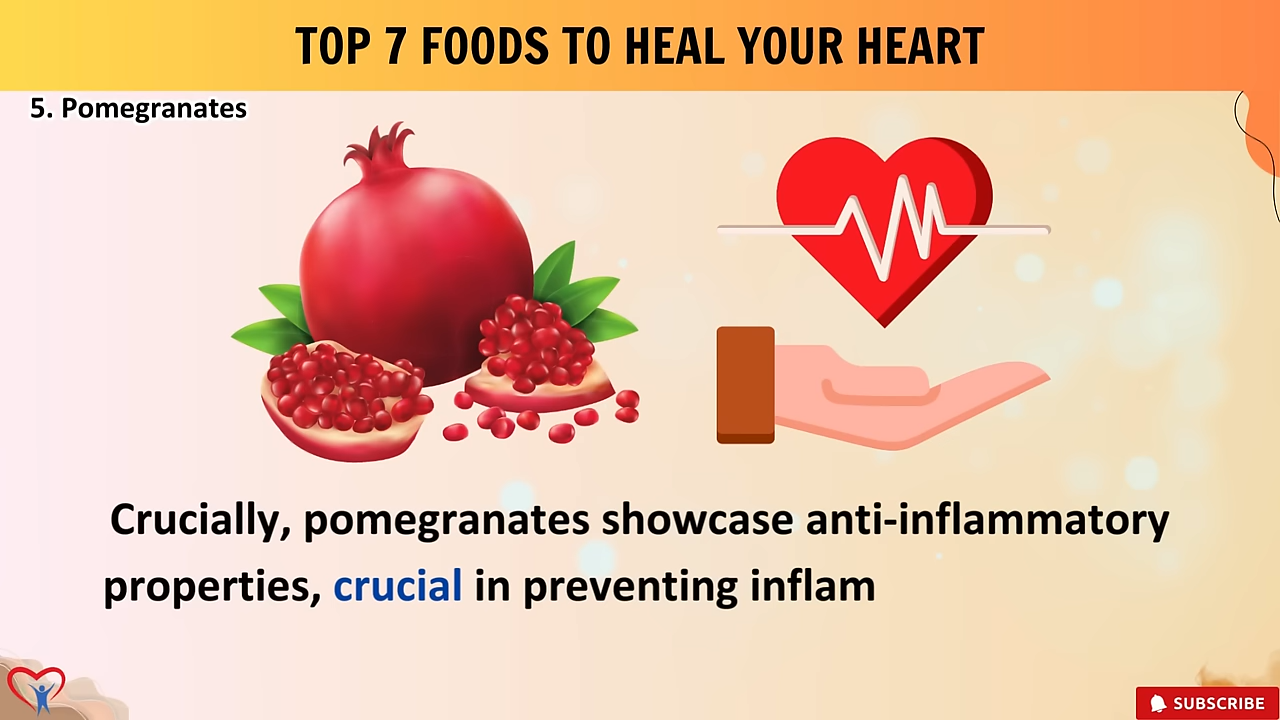 TOP 7 FOODS TO HEAL YOUR HEART
5. Pomegranates
Crucially, pomegranates showcase anti-inflammatory
properties, crucial in preventing inflam
SUBSCRIBE